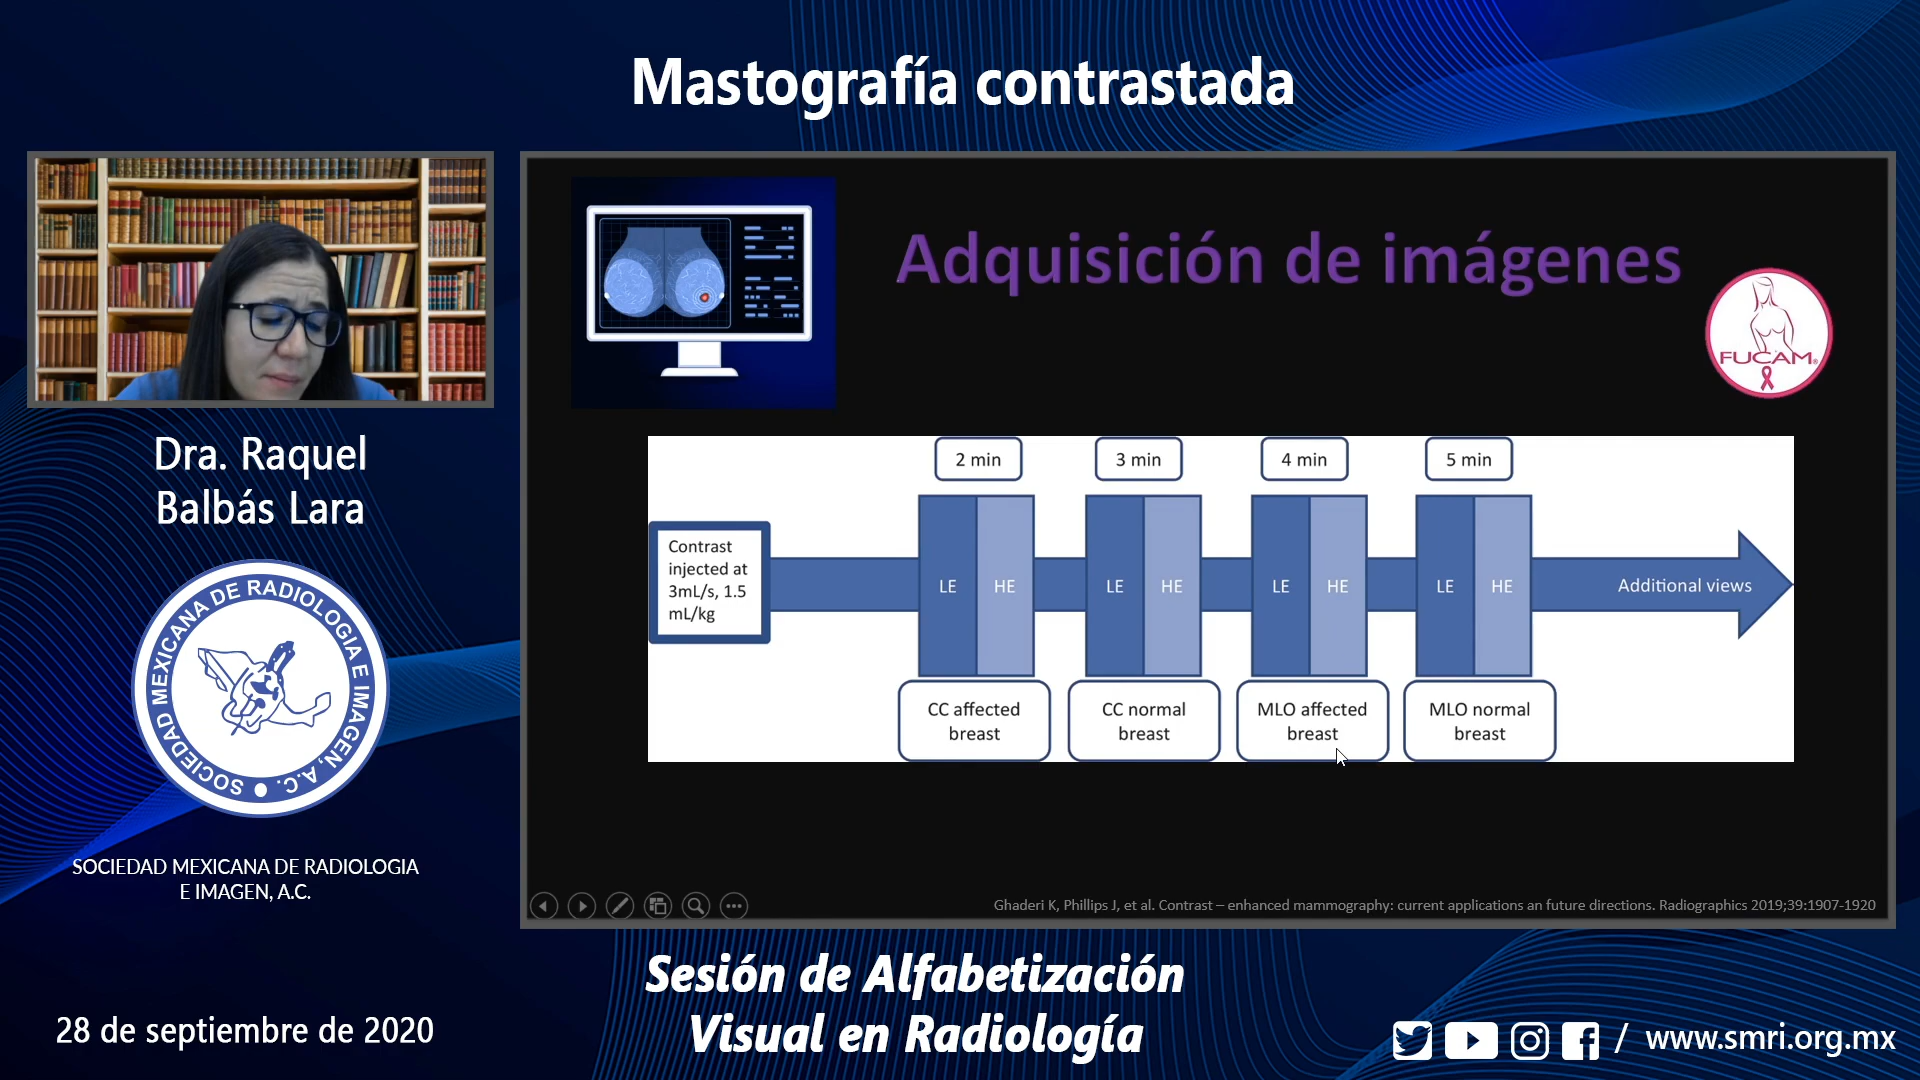 Mastografía contrastada
Dra. Raquel
Balbás Lara
SOCIEDAD MEXICANA DE RADIOLOGIA E IMAGEN, A.C.
SOCIEDAD MEXICANA DE RADIOLOGIA
E IMAGEN, A.C.
28 de septiembre de 2020
Adquisición de imágenes
FUCAM®
2 min
3 min
4 min
5 min
Contrast
injected at
3mL/s, 1.5
mL/kg
LE HE
LE HE
LE HE
LE HE
Additional views
CC affected
breast
CC normal
breast
MLO affected
breast
MLO normal
breast
Ghaderi K, Phillips J, et al. Contrast – enhanced mammography: current applications an future directions. Radiographics 2019;39:1907-1920
Sesión de Alfabetización
Visual en Radiología
/ www.smri.org.mx